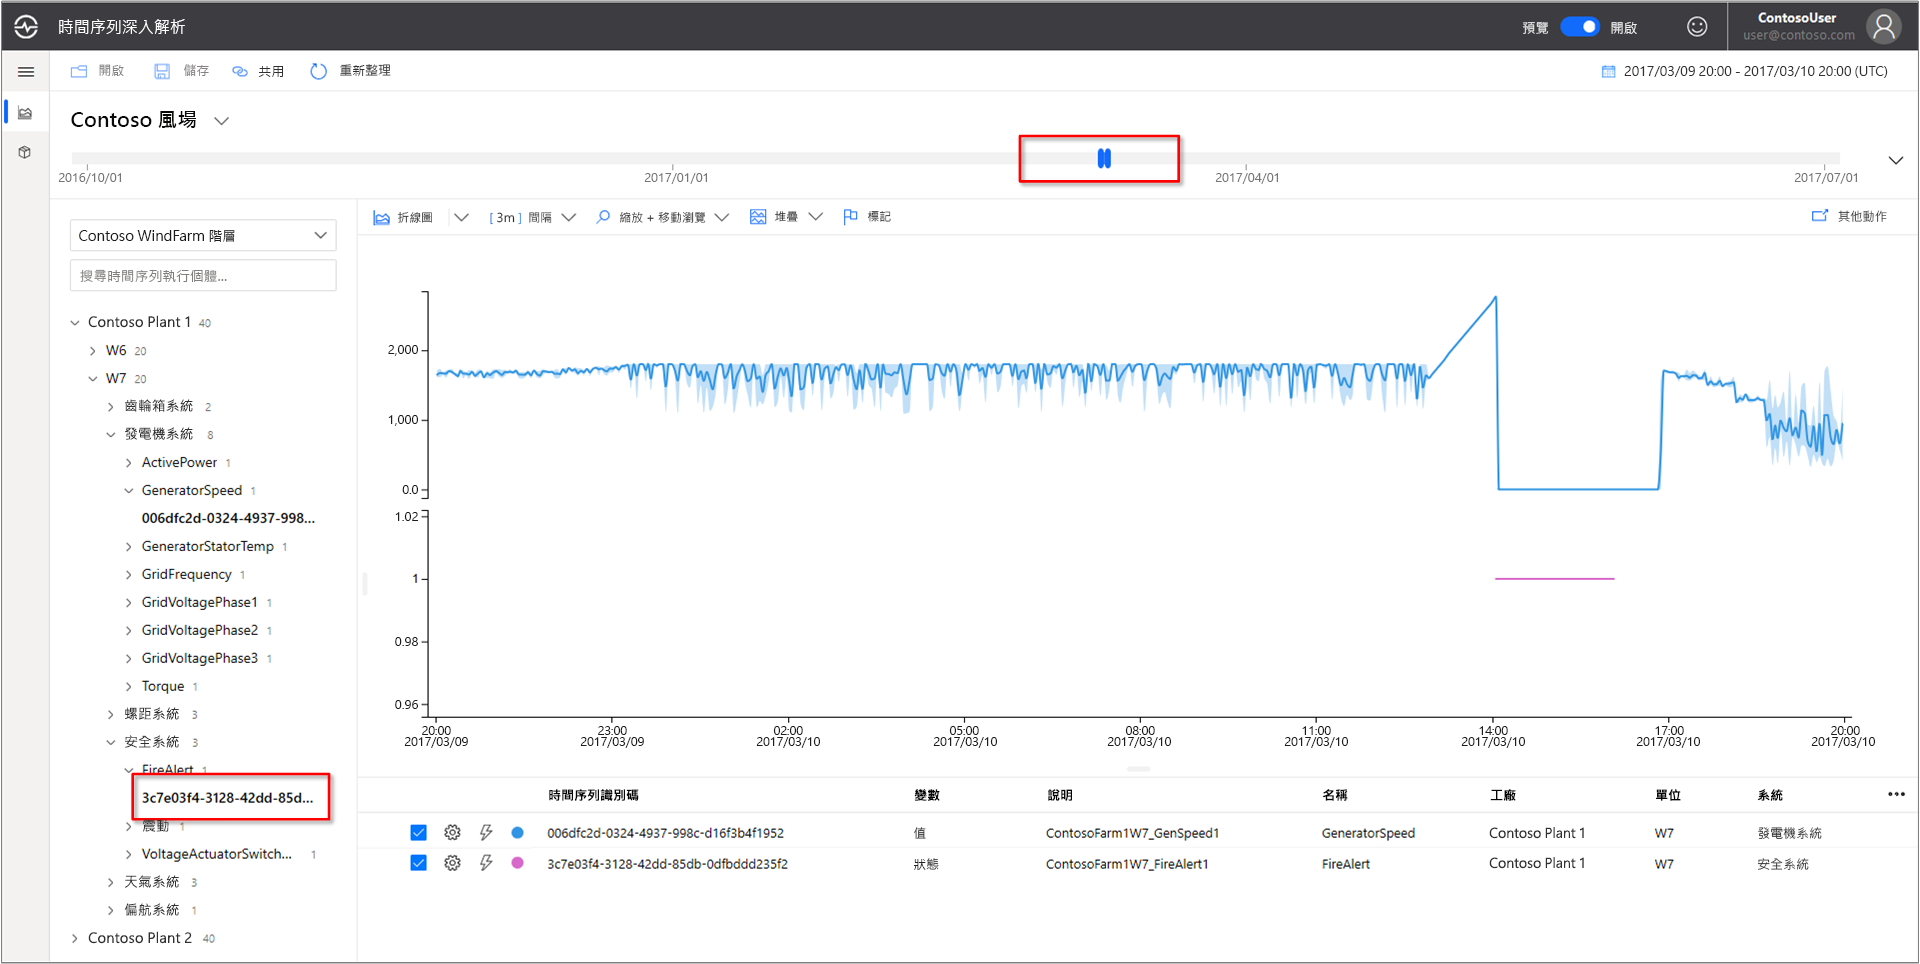 時間序列深入解析
預覽 開啟
ContosoUser
user@contoso.com
開啟 儲存 共用 重新整理
2017/03/09 20:00 - 2017/03/10 20:00 (UTC)
Contoso 風場
2016/10/01 2017/01/01 2017/04/01 2017/07/01
Contoso WindFarm 階層
折線圖 [ 3m ] 間隔 縮放 + 移動瀏覽 堆疊 標記 其他動作
搜尋時間序列執行個體...
Contoso Plant 1 40
W6 20
W7 20
齒輪箱系統 2
發電機系統 8
ActivePower 1
GeneratorSpeed 1
006dfc2d-0324-4937-998...
GeneratorStatorTemp 1
GridFrequency 1
GridVoltagePhase1 1
GridVoltagePhase2 1
GridVoltagePhase3 1
Torque 1
螺距系統 3
安全系統 3
FireAlert 1
3c7e03f4-3128-42dd-85d...
震動 1
VoltageActuatorSwitch... 1
天氣系統 3
偏航系統 1
Contoso Plant 2 40
2,000
1,000
0.0
1.02
1
0.98
0.96
20:00 23:00 02:00 05:00 08:00 11:00 14:00 17:00 20:00
2017/03/09 2017/03/09 2017/03/10 2017/03/10 2017/03/10 2017/03/10 2017/03/10 2017/03/10 2017/03/10
時間序列識別碼 變數 說明 名稱 工廠 單位 系統
006dfc2d-0324-4937-998c-d16f3b4f1952 值 ContosoFarm1W7_GenSpeed1 GeneratorSpeed Contoso Plant 1 W7 發電機系統
3c7e03f4-3128-42dd-85db-0dfbddd235f2 狀態 ContosoFarm1W7_FireAlert1 FireAlert Contoso Plant 1 W7 安全系統